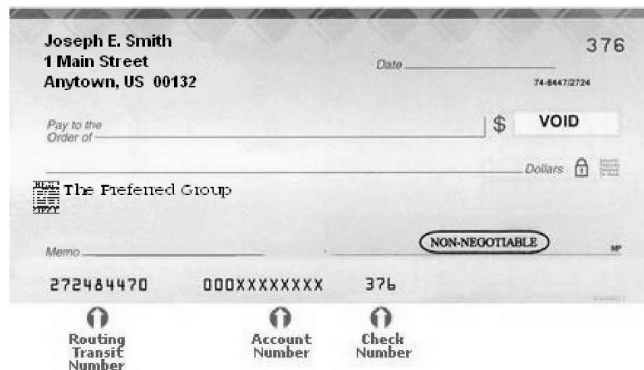 Joseph E. Smith
376
1 Main Street
Date
Anytown, US 00132
74-8447/2724
Pay to the
Order of
$ VOID
Dollars
The Preferred Group
Memo
NON-NEGOTIABLE
MP
272484470 000XXXXXXXXX 376
Routing
Transit
Number
Account
Number
Check
Number